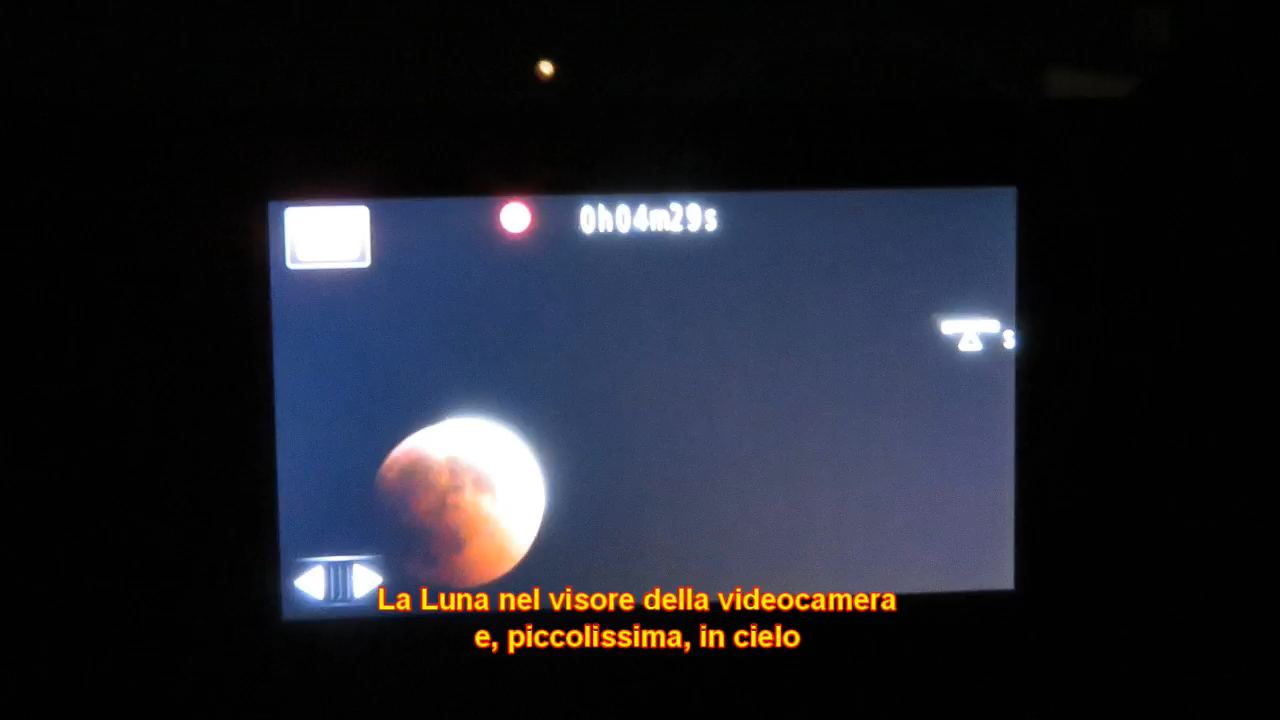 0h04m29s
s
La Luna nel visore della videocamera
e, piccolissima, in cielo